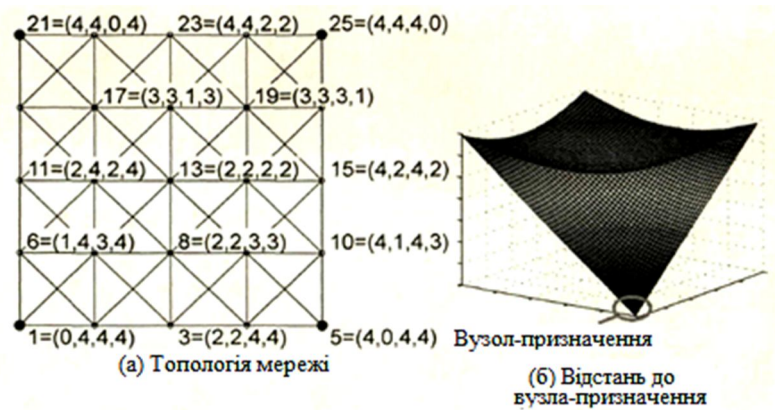 21=(4,4,0,4) 23=(4,4,2,2) 25=(4,4,4,0)
17=(3,3,1,3) 19=(3,3,3,1)
11=(2,4,2,4) 13=(2,2,2,2) 15=(4,2,4,2)
6=(1,4,3,4) 8=(2,2,3,3) 10=(4,1,4,3)
1=(0,4,4,4) 3=(2,2,4,4) 5=(4,0,4,4)
(а) Топологія мережі
Вузол-призначення
(б) Відстань до
вузла-призначення